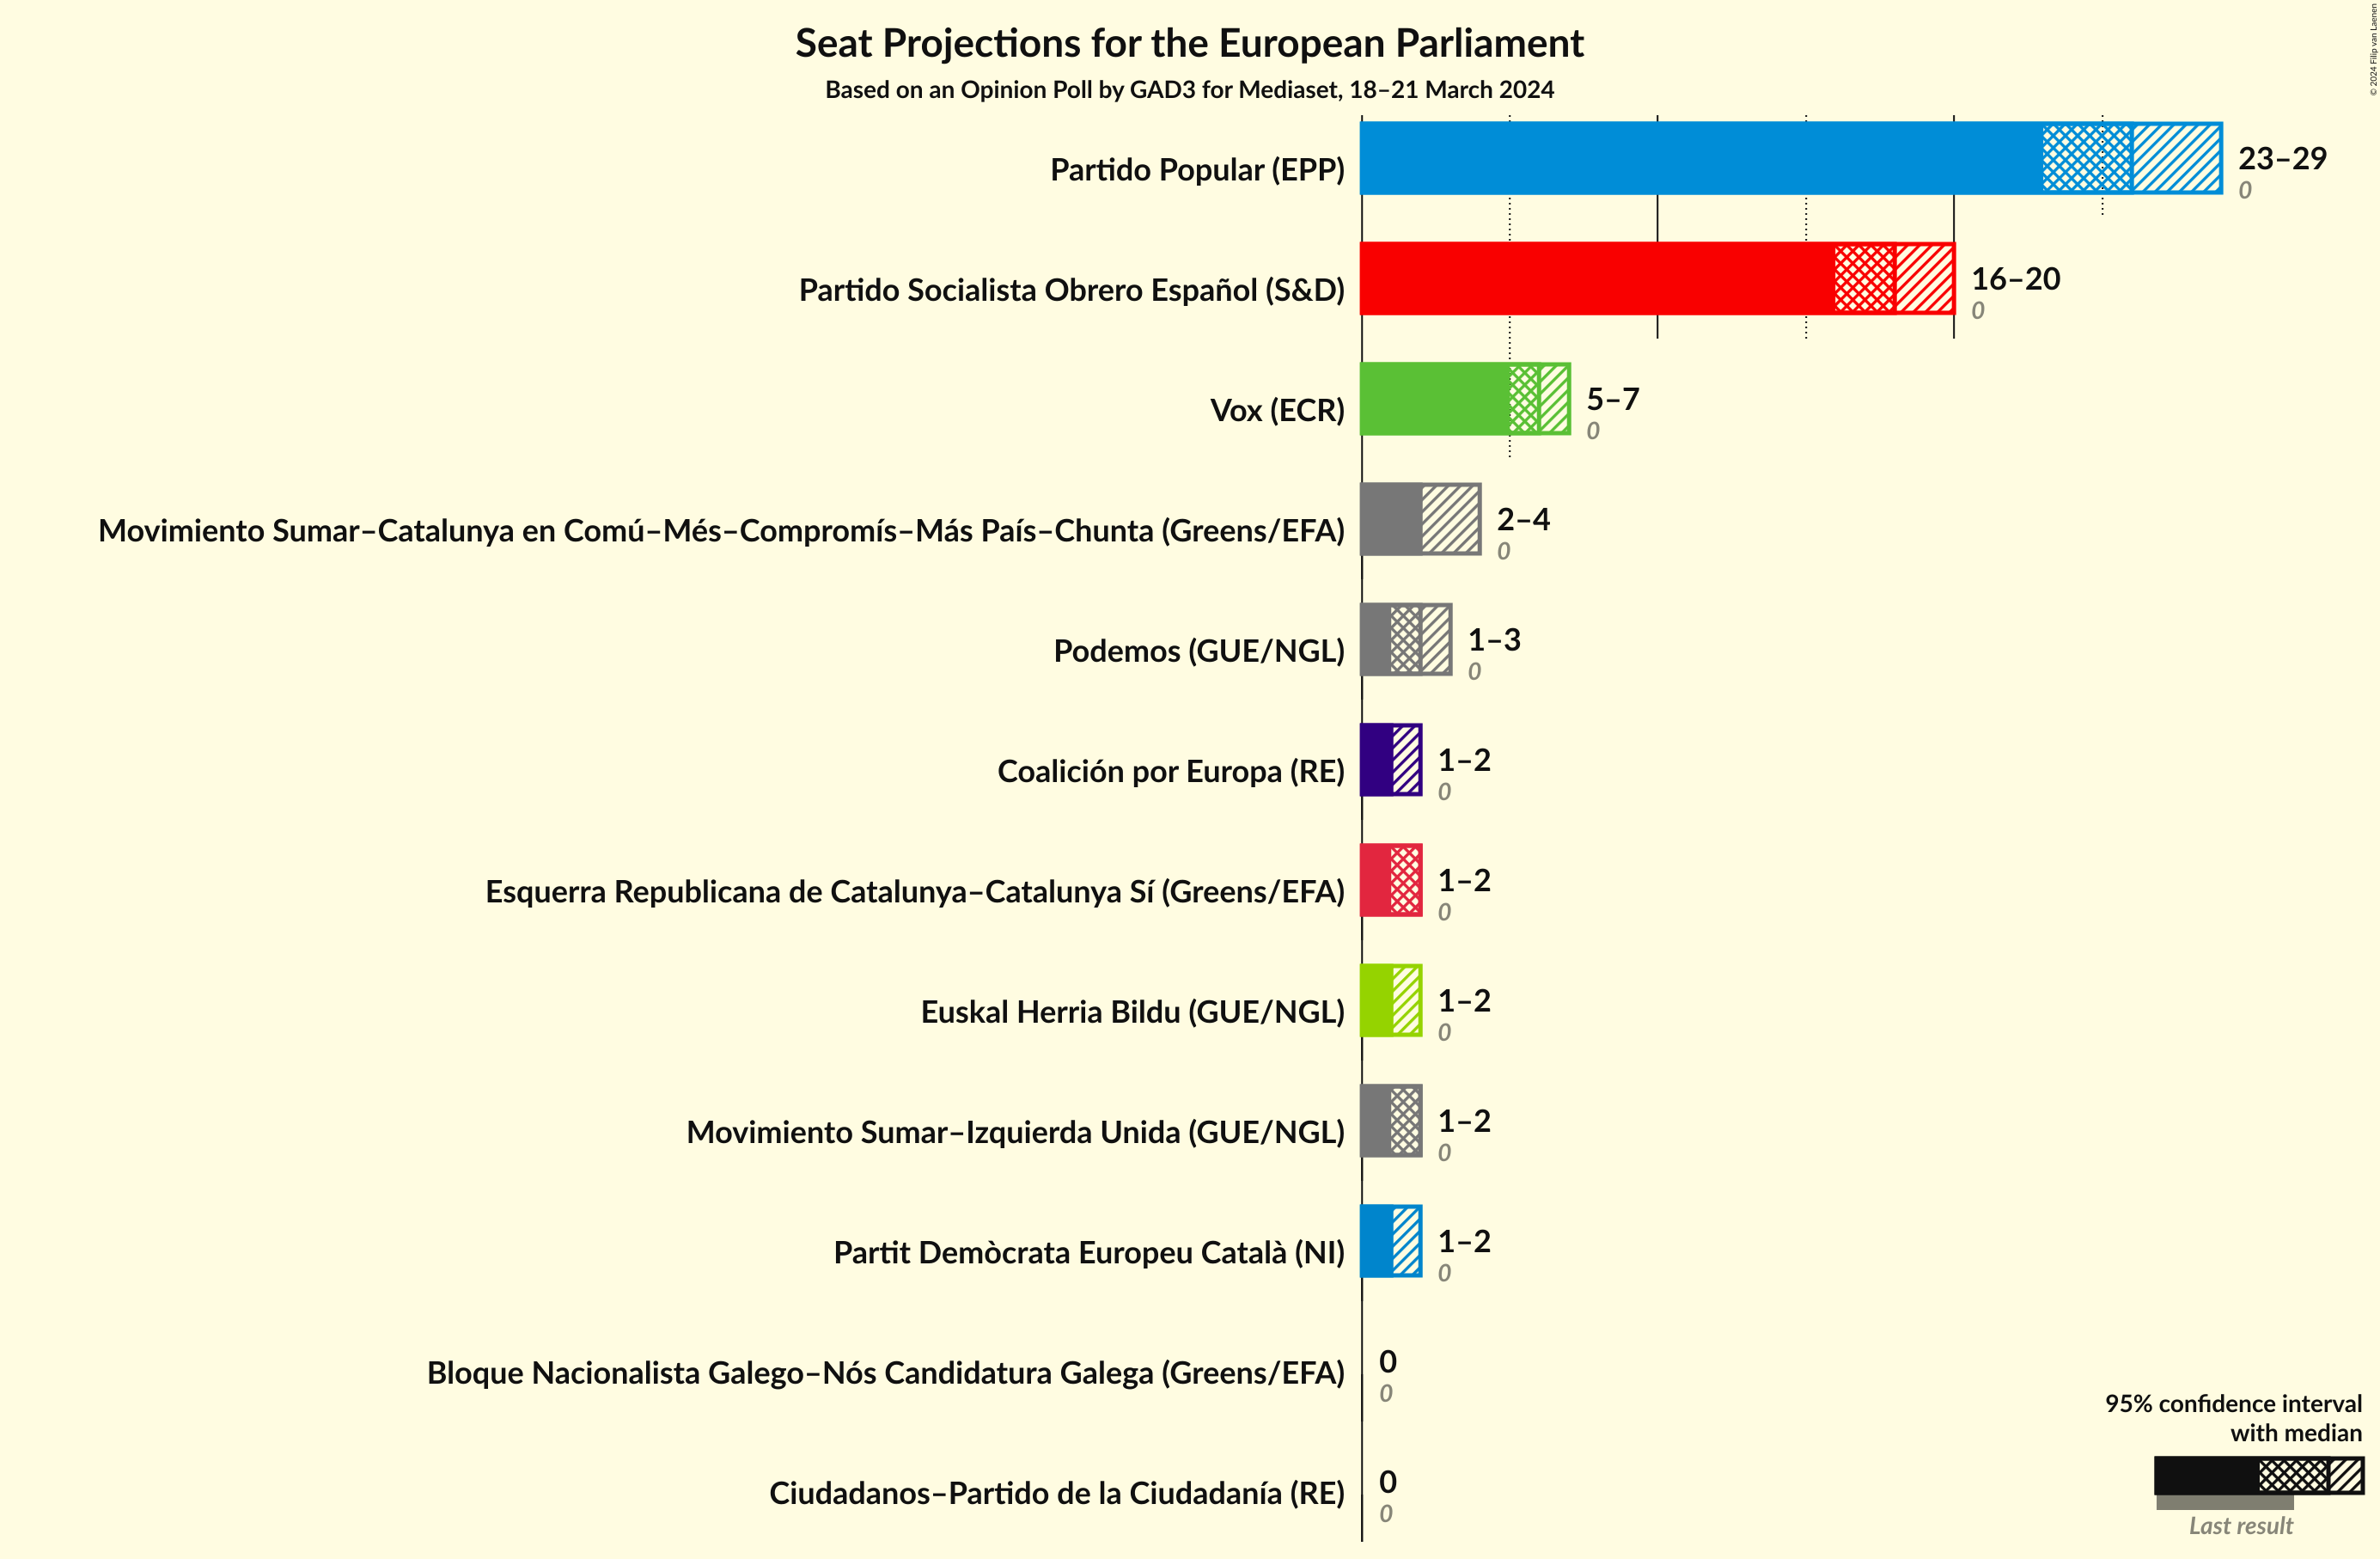 Seat Projections for the European Parliament
Based on an Opinion Poll by GAD3 for Mediaset, 18–21 March 2024
© 2024 Filip van Laenen
Partido Popular (EPP)
23–29
0
Partido Socialista Obrero Español (S&D)
16–20
0
Vox (ECR)
5–7
0
Movimiento Sumar–Catalunya en Comú–Més–Compromís–Más País–Chunta (Greens/EFA)
2–4
0
Podemos (GUE/NGL)
1–3
0
Coalición por Europa (RE)
1–2
0
Esquerra Republicana de Catalunya–Catalunya Sí (Greens/EFA)
1–2
0
Euskal Herria Bildu (GUE/NGL)
1–2
0
Movimiento Sumar–Izquierda Unida (GUE/NGL)
1–2
0
Partit Demòcrata Europeu Català (NI)
1–2
0
Bloque Nacionalista Galego–Nós Candidatura Galega (Greens/EFA)
0
0
Ciudadanos–Partido de la Ciudadanía (RE)
0
0
95% confidence interval
with median
Last result